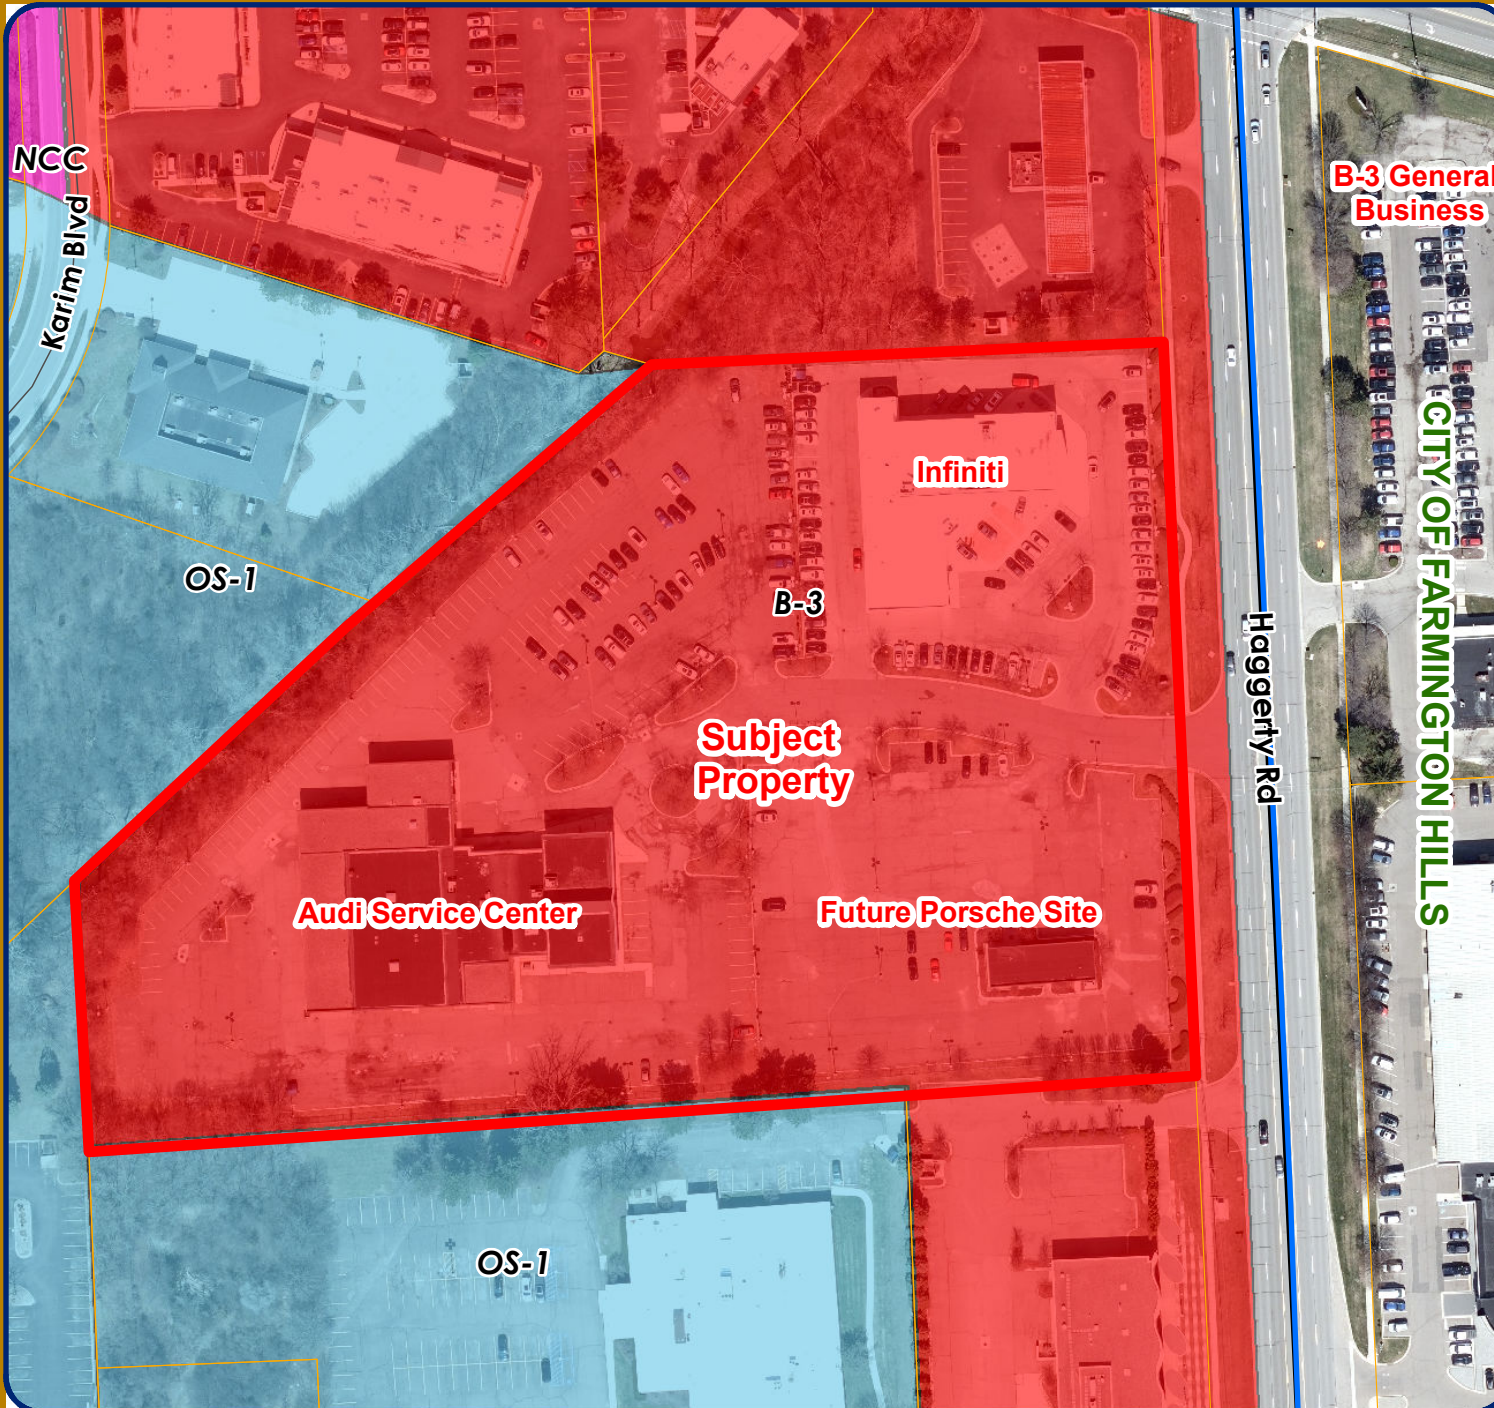 NCC
Karim Blvd
B-3 General
Business
Infiniti
OS-1
B-3
CITY OF FARMINGTON HILLS
Haggerty Rd
Subject
Property
Audi Service Center
Future Porsche Site
OS-1